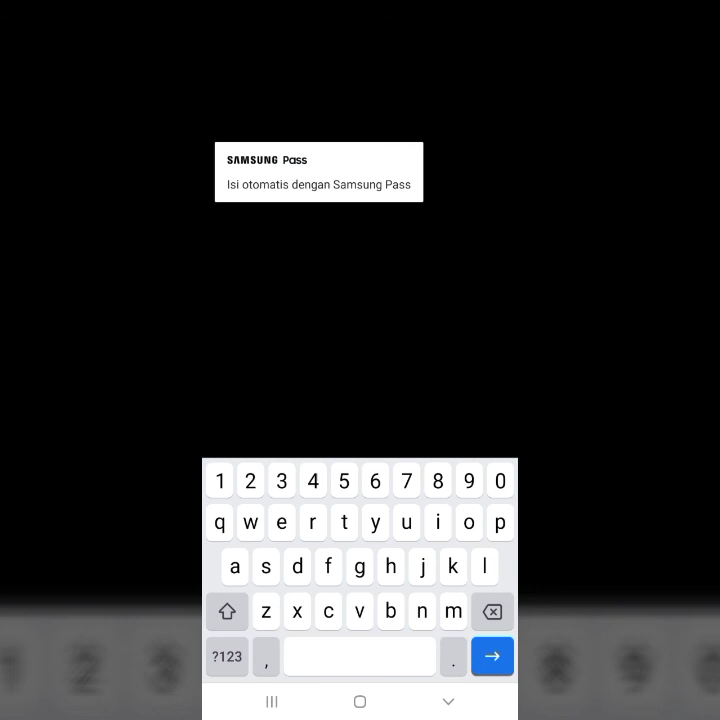 SAMSUNG Pass
Isi otomatis dengan Samsung Pass
1 2 3 4 5 6 7 8 9 0
q w e r t y u i o p
a s d f g h j k l
z x c v b n m
?123 , .